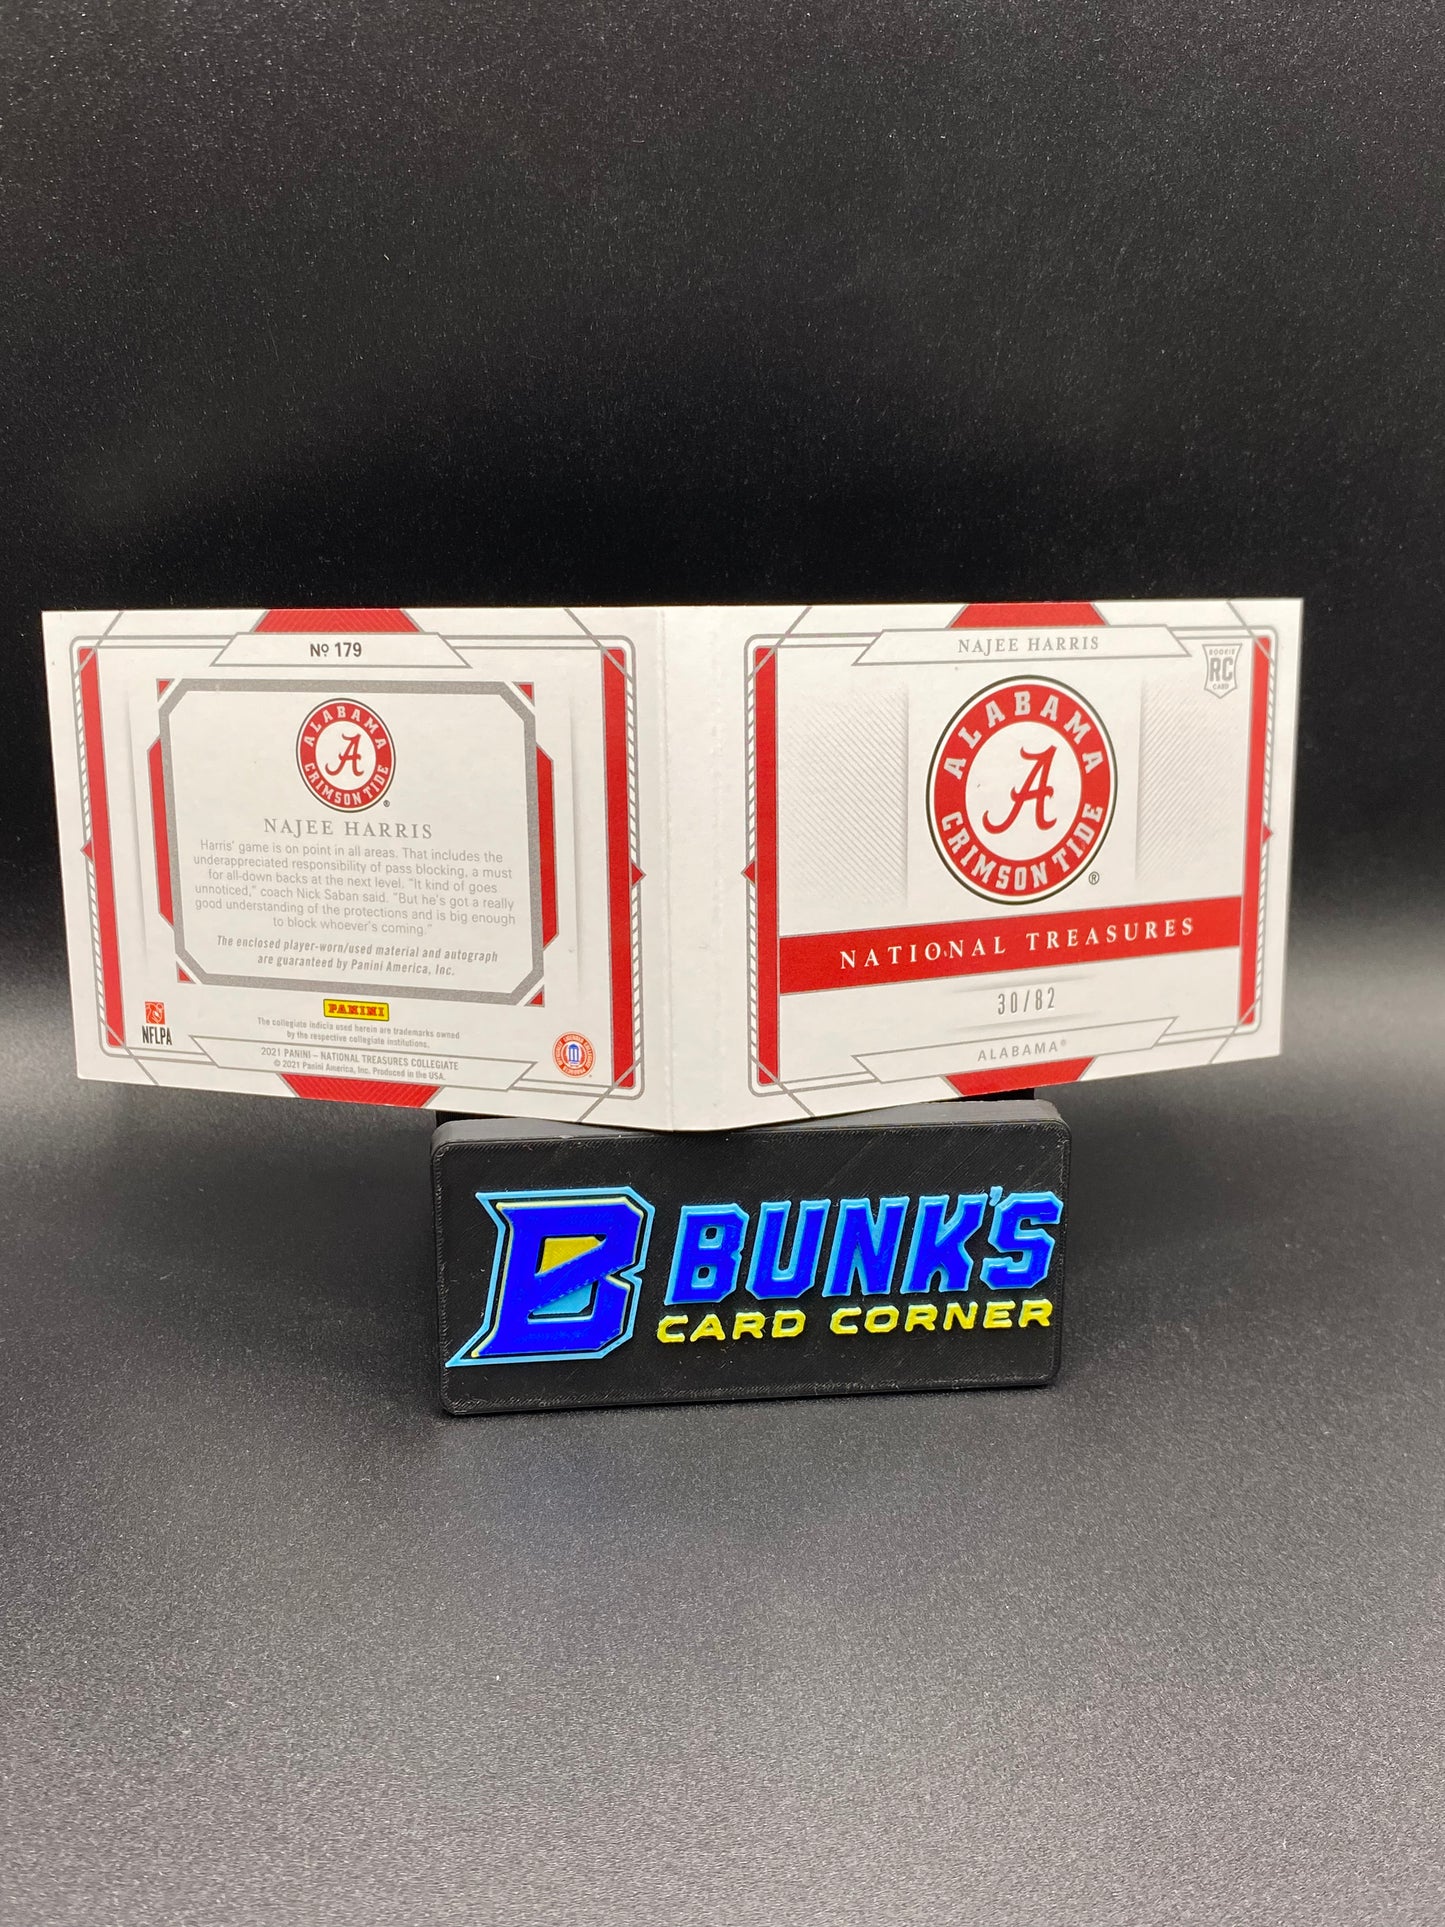 Nº 179
ALABAMA
A
CRIMSON TIDE
®
NAJEE HARRIS
Harris' game is on point in all areas. That includes the
underappreciated responsibility of pass blocking, a must
for all-down backs at the next level. "It kind of goes
unnoticed," coach Nick Saban said. "But he's got a really
good understanding of the protections and is big enough
to block whoever's coming."
The enclosed player-worn/used material and autograph
are guaranteed by Panini America, Inc.
PANINI
NFLPA
The collegiate indicia used herein are trademarks owned
by the respective collegiate institutions.
2021 PANINI – NATIONAL TREASURES COLLEGIATE
© 2021 Panini America, Inc. Produced in the USA.
NAJEE HARRIS
ROOKIE
RC
CARD
ALABAMA
A
CRIMSON TIDE
®
NATIONAL TREASURES
30/82
ALABAMA®
B
BUNK'S
CARD CORNER